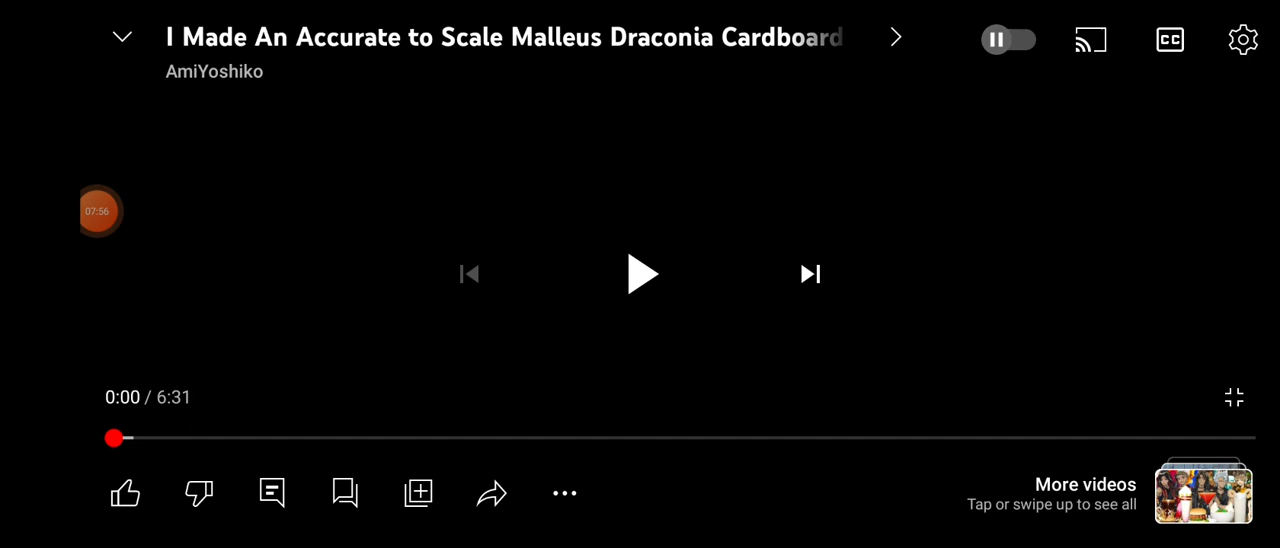 I Made An Accurate to Scale Malleus Draconia Cardboard
AmiYoshiko
CC
07:56
0:00 / 6:31
More videos
Tap or swipe up to see all